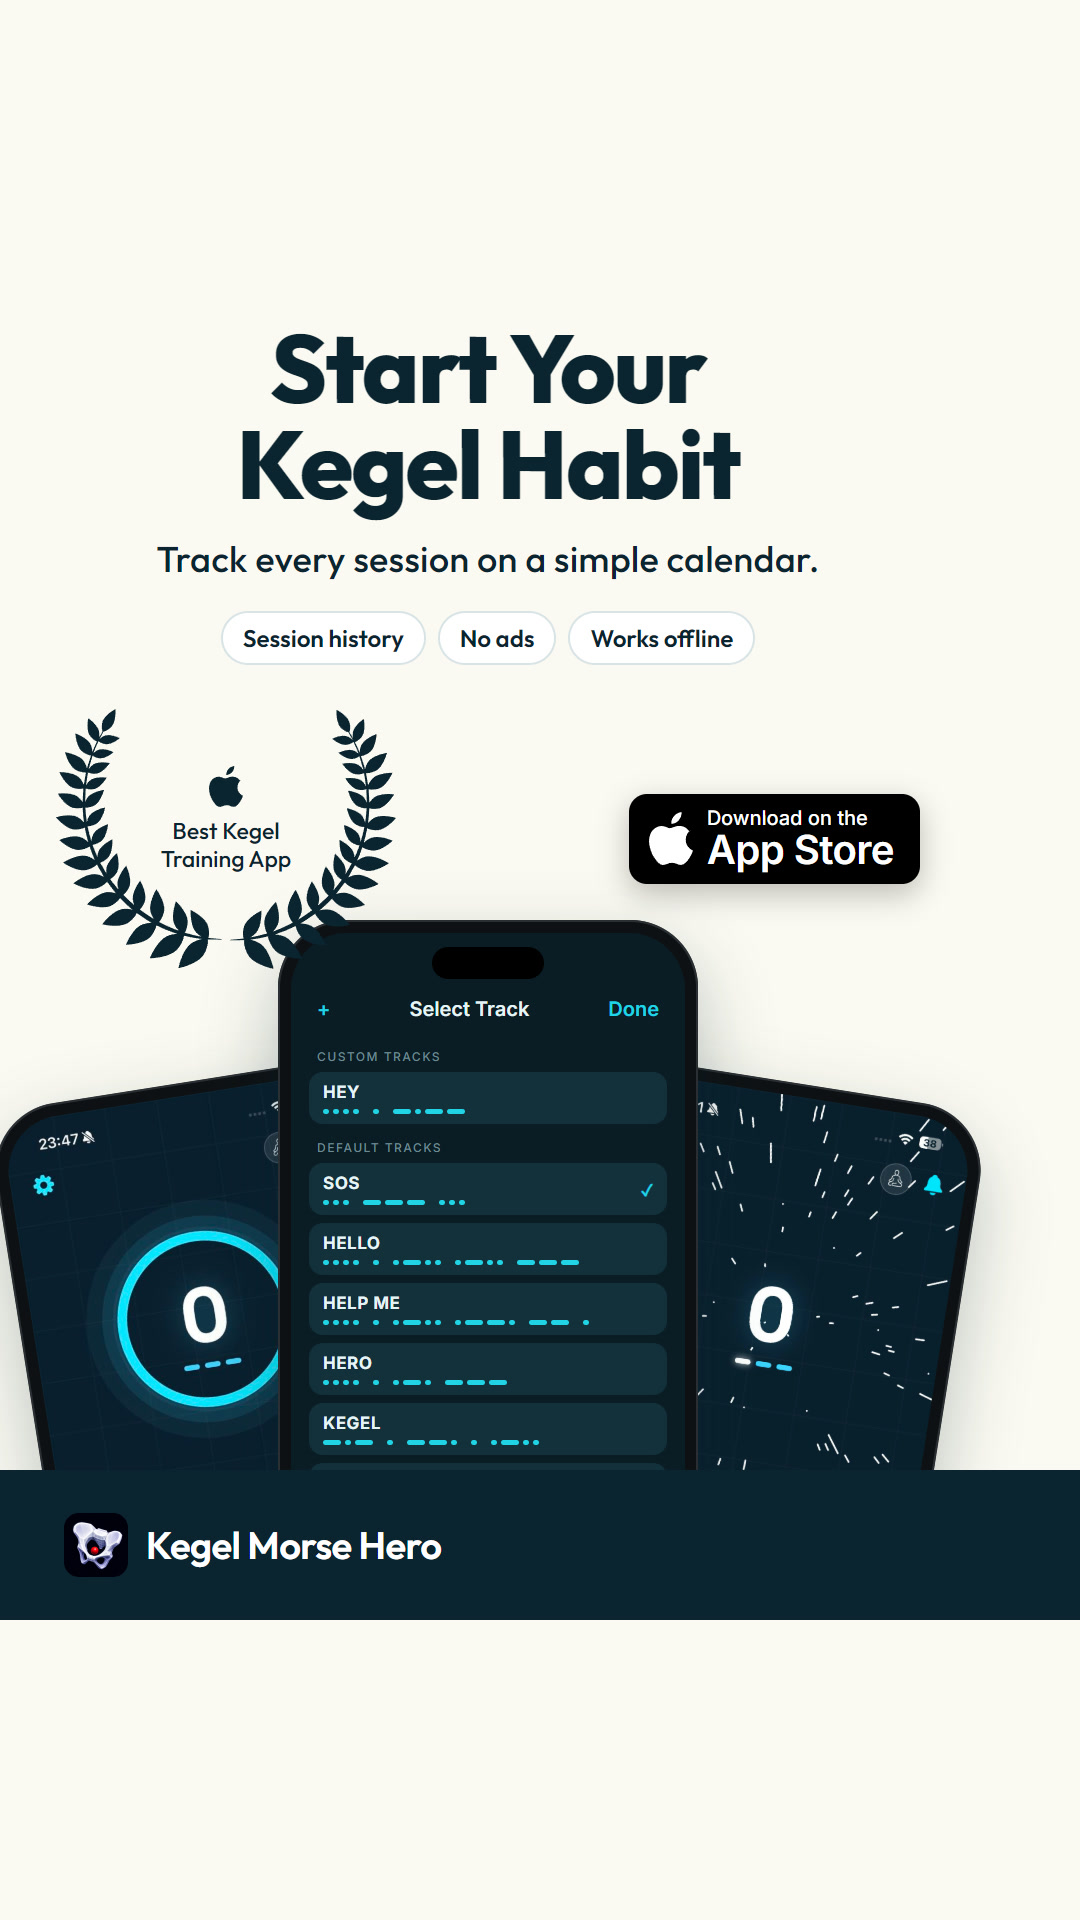 Start Your
Kegel Habit
Track every session on a simple calendar.
Session history
No ads
Works offline
Best Kegel
Training App
Download on the
App Store
+
Select Track
Done
CUSTOM TRACKS
HEY
DEFAULT TRACKS
SOS
HELLO
HELP ME
HERO
KEGEL
23:47
0
38
0
Kegel Morse Hero